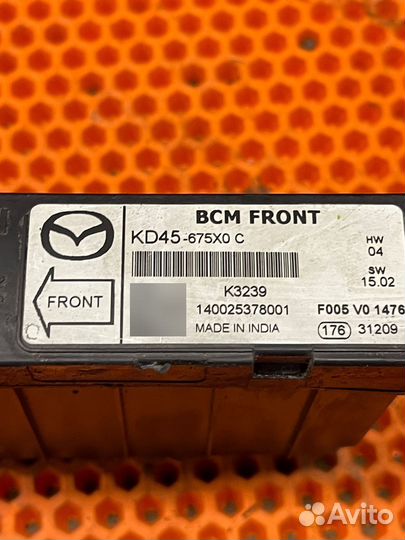 BCM FRONT
KD45-675X0 C
HW
04
SW
15.02
FRONT
K3239
140025378001
F005 V0 1476
MADE IN INDIA
176 31209
Avito